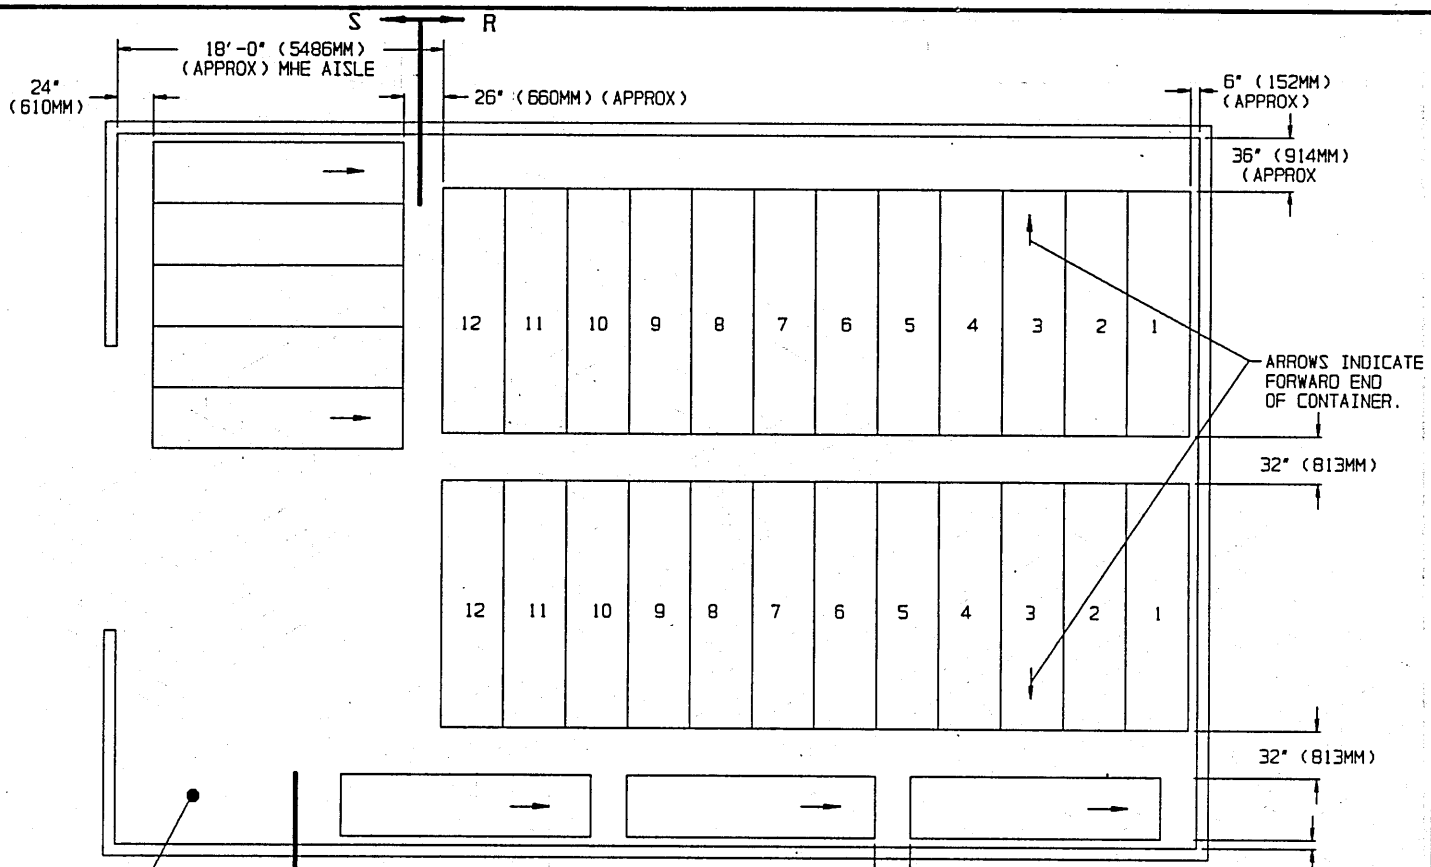 S R
18'-0" (5486MM)
(APPROX) MHE AISLE
24"
(610MM)
26" (660MM) (APPROX)
6" (152MM)
(APPROX)
36" (914MM)
(APPROX
12 11 10 9 8 7 6 5 4 3 2 1
ARROWS INDICATE
FORWARD END
OF CONTAINER.
32" (813MM)
12 11 10 9 8 7 6 5 4 3 2 1
32" (813MM)